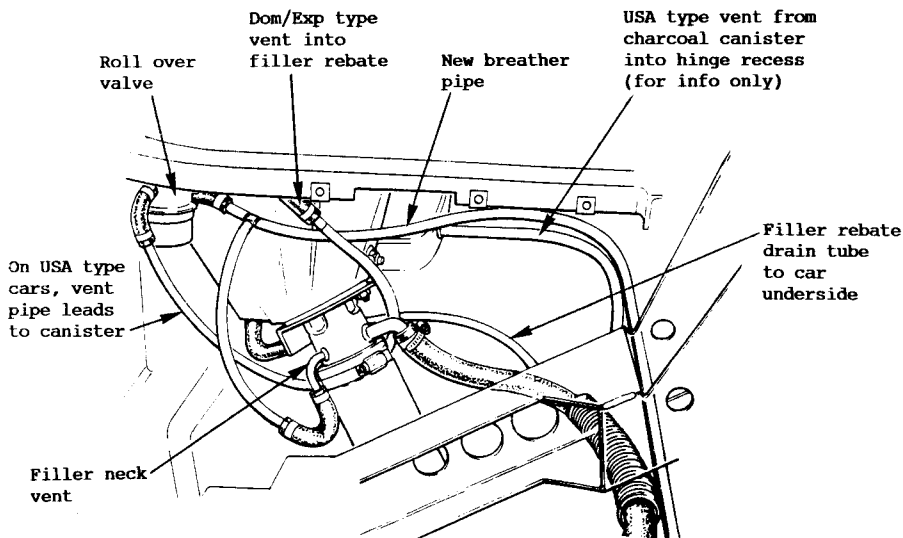 Dom/Exp type
vent into
filler rebate
USA type vent from
charcoal canister
into hinge recess
(for info only)
Roll over
valve
New breather
pipe
Filler rebate
drain tube
to car
underside
On USA type
cars, vent
pipe leads
to canister
Filler neck
vent